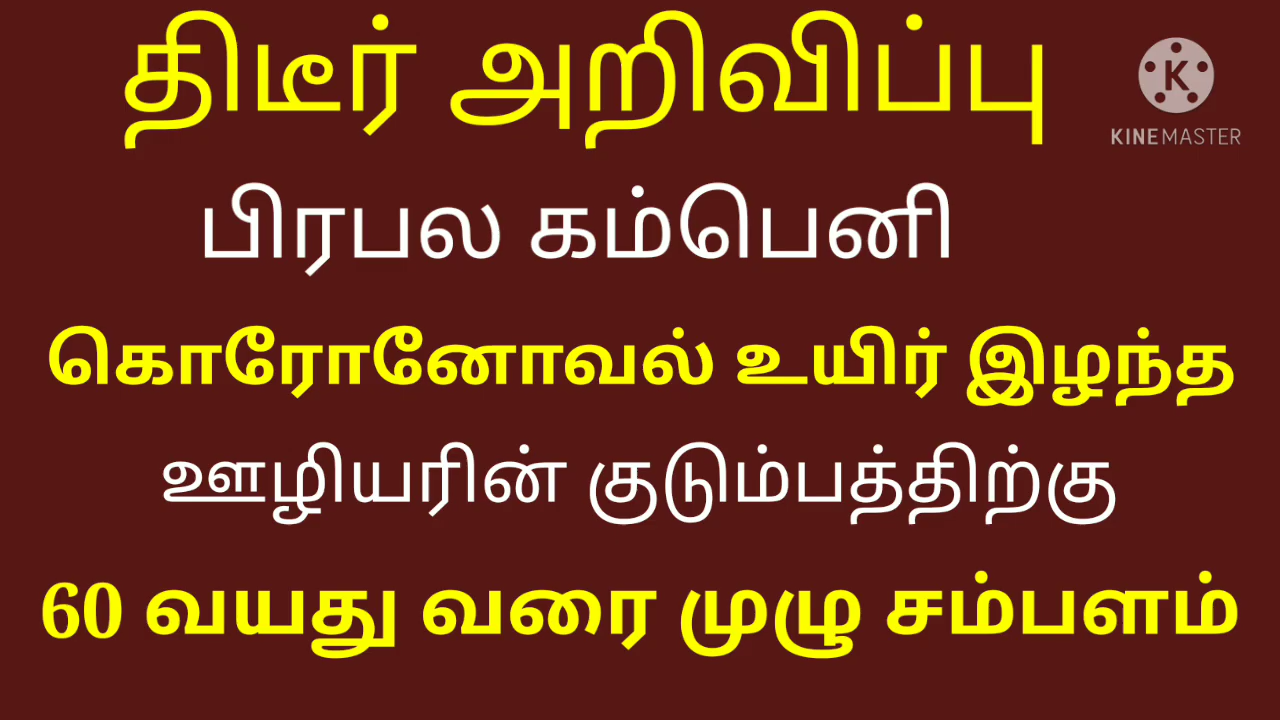 திடீர் அறிவிப்பு
K
KINEMASTER
பிரபல கம்பெனி
கொரோனோவல் உயிர் இழந்த
ஊழியரின் குடும்பத்திற்கு
60 வயது வரை முழு சம்பளம்